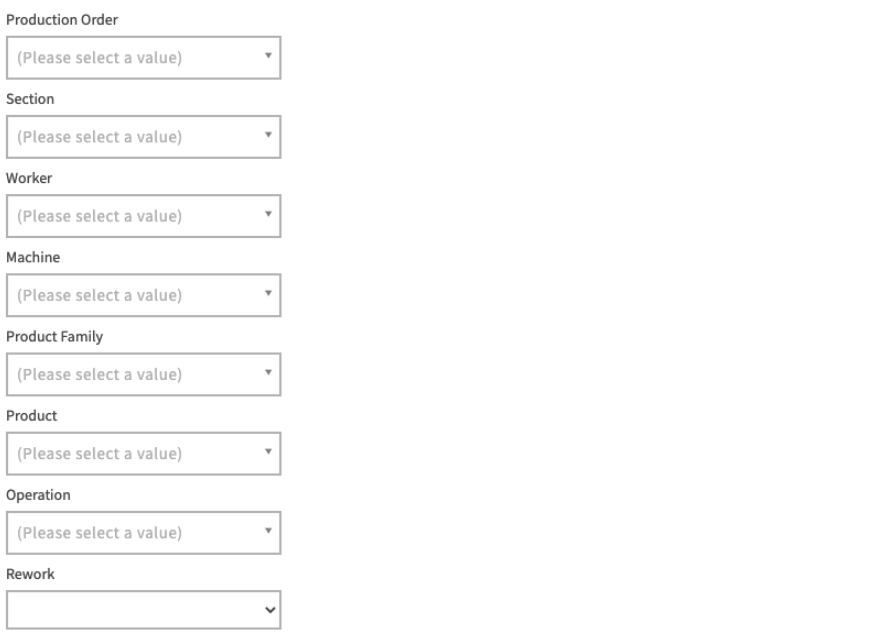 Production Order
(Please select a value)
Section
(Please select a value)
Worker
(Please select a value)
Machine
(Please select a value)
Product Family
(Please select a value)
Product
(Please select a value)
Operation
(Please select a value)
Rework